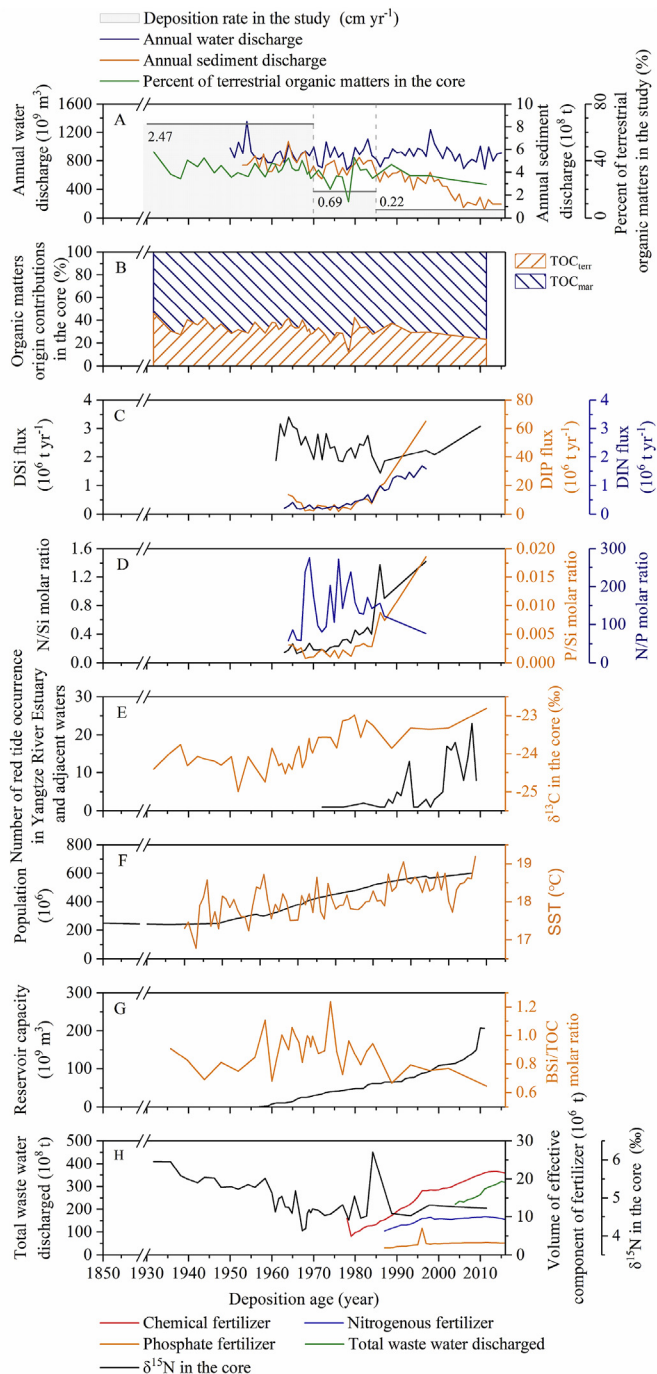 Deposition rate in the study (cm yr-1)
Annual water discharge
Annual sediment discharge
Percent of terrestrial organic matters in the core
Annual water
discharge (10⁹ m³)
1600
1200
800
400
0
A
2.47
0.69
0.22
10
8
6
4
2
0
Annual sediment
discharge (10⁸ t)
80
40
0
Percent of terrestrial
organic matters in the study (%)
Organic matters
origin contributions
in the core (%)
100
80
60
40
20
0
B
TOCterr
TOCmar
DSi flux
(10⁶ t yr⁻¹)
4
3
2
1
0
C
80
60
40
20
0
DIP flux
(10⁶ t yr⁻¹)
4
3
2
1
0
DIN flux
(10⁶ t yr⁻¹)
N/Si molar ratio
1.6
1.2
0.8
0.4
0.0
D
0.020
0.015
0.010
0.005
0.000
P/Si molar ratio
300
200
100
0
N/P molar ratio
Number of red tide occurrence
in Yangtze River Estuary
and adjacent waters
30
20
10
0
E
-23
-24
-25
δ¹³C in the core (‰)
Population
(10⁶)
800
600
400
200
0
F
19
18
17
16
SST (°C)
Reservoir capacity
(10⁹ m³)
300
200
100
0
G
1.2
1.0
0.8
0.6
BSi/TOC
molar ratio
Total waste water
discharged (10⁸ t)
500
400
300
200
100
0
H
30
20
10
0
Volume of effective
component of fertilizer (10⁶ t)
6
5
4
δ¹⁵N in the core (‰)
1850 1930 1940 1950 1960 1970 1980 1990 2000 2010
Deposition age (year)
Chemical fertilizer
Nitrogenous fertilizer
Phosphate fertilizer
Total waste water discharged
δ¹⁵N in the core